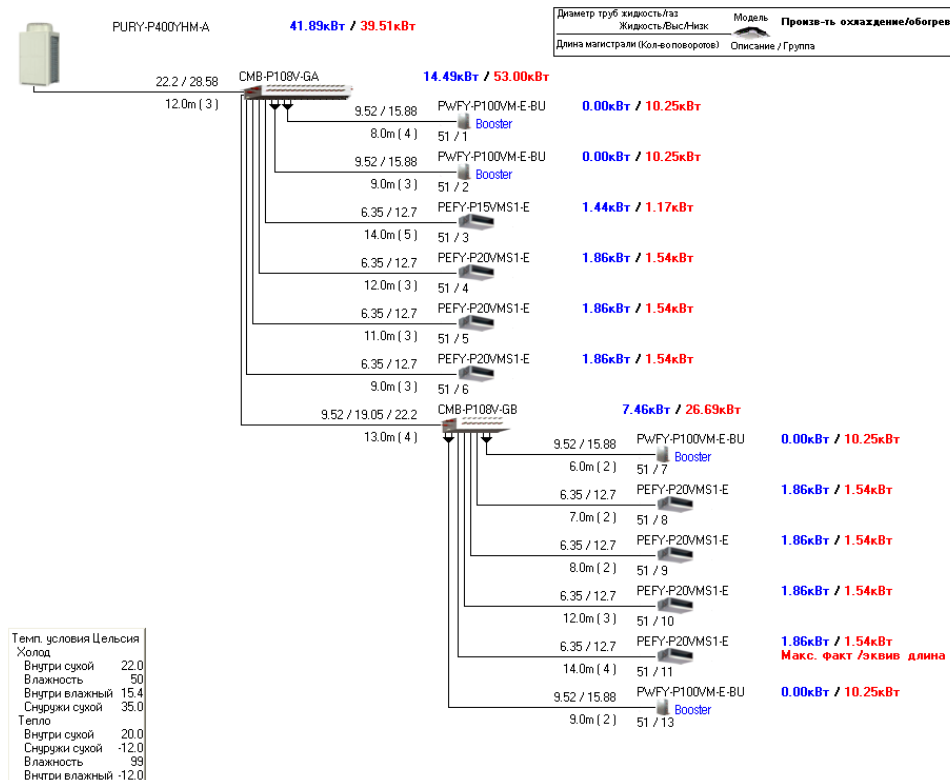 PURY-P400YHM-A 41.89кВт / 39.51кВт
Диаметр труб жидкость/газ
Жидкость/Выс/Низк
Модель
Произв-ть охлаждение/обогрев
Длина магистрали (Кол-во поворотов)
Описание / Группа
22.2 / 28.58
12.0m ( 3 )
CMB-P108V-GA 14.49кВт / 53.00кВт
9.52 / 15.88 PWFY-P100VM-E-BU 0.00кВт / 10.25кВт
Booster
8.0m ( 4 ) 51 / 1
9.52 / 15.88 PWFY-P100VM-E-BU 0.00кВт / 10.25кВт
Booster
9.0m ( 3 ) 51 / 2
6.35 / 12.7 PEFY-P15VMS1-E 1.44кВт / 1.17кВт
14.0m ( 5 ) 51 / 3
6.35 / 12.7 PEFY-P20VMS1-E 1.86кВт / 1.54кВт
12.0m ( 3 ) 51 / 4
6.35 / 12.7 PEFY-P20VMS1-E 1.86кВт / 1.54кВт
11.0m ( 3 ) 51 / 5
6.35 / 12.7 PEFY-P20VMS1-E 1.86кВт / 1.54кВт
9.0m ( 3 ) 51 / 6
9.52 / 19.05 / 22.2 CMB-P108V-GB 7.46кВт / 26.69кВт
13.0m ( 4 )
9.52 / 15.88 PWFY-P100VM-E-BU 0.00кВт / 10.25кВт
Booster
6.0m ( 2 ) 51 / 7
6.35 / 12.7 PEFY-P20VMS1-E 1.86кВт / 1.54кВт
7.0m ( 2 ) 51 / 8
6.35 / 12.7 PEFY-P20VMS1-E 1.86кВт / 1.54кВт
8.0m ( 2 ) 51 / 9
6.35 / 12.7 PEFY-P20VMS1-E 1.86кВт / 1.54кВт
12.0m ( 3 ) 51 / 10
6.35 / 12.7 PEFY-P20VMS1-E 1.86кВт / 1.54кВт
Макс. факт /эквив длина
14.0m ( 4 ) 51 / 11
9.52 / 15.88 PWFY-P100VM-E-BU 0.00кВт / 10.25кВт
Booster
9.0m ( 2 ) 51 / 13
Темп. условия Цельсия
Холод
Внутри сухой 22.0
Влажность 50
Внутри влажный 15.4
Снуружи сухой 35.0
Тепло
Внутри сухой 20.0
Снуружи сухой -12.0
Влажность 99
Внутри влажный -12.0